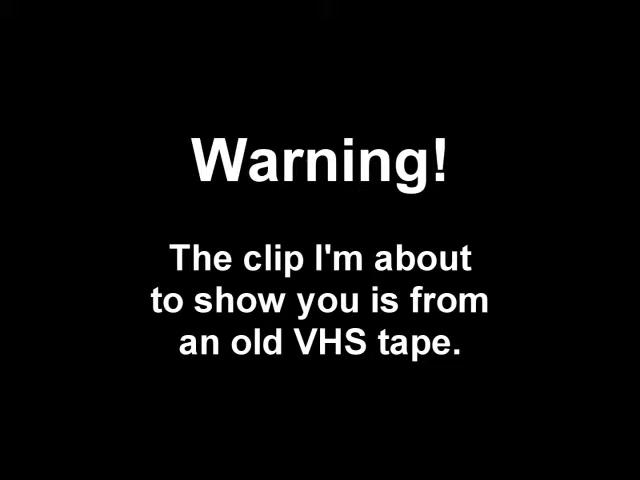 Warning!
The clip I'm about
to show you is from
an old VHS tape.